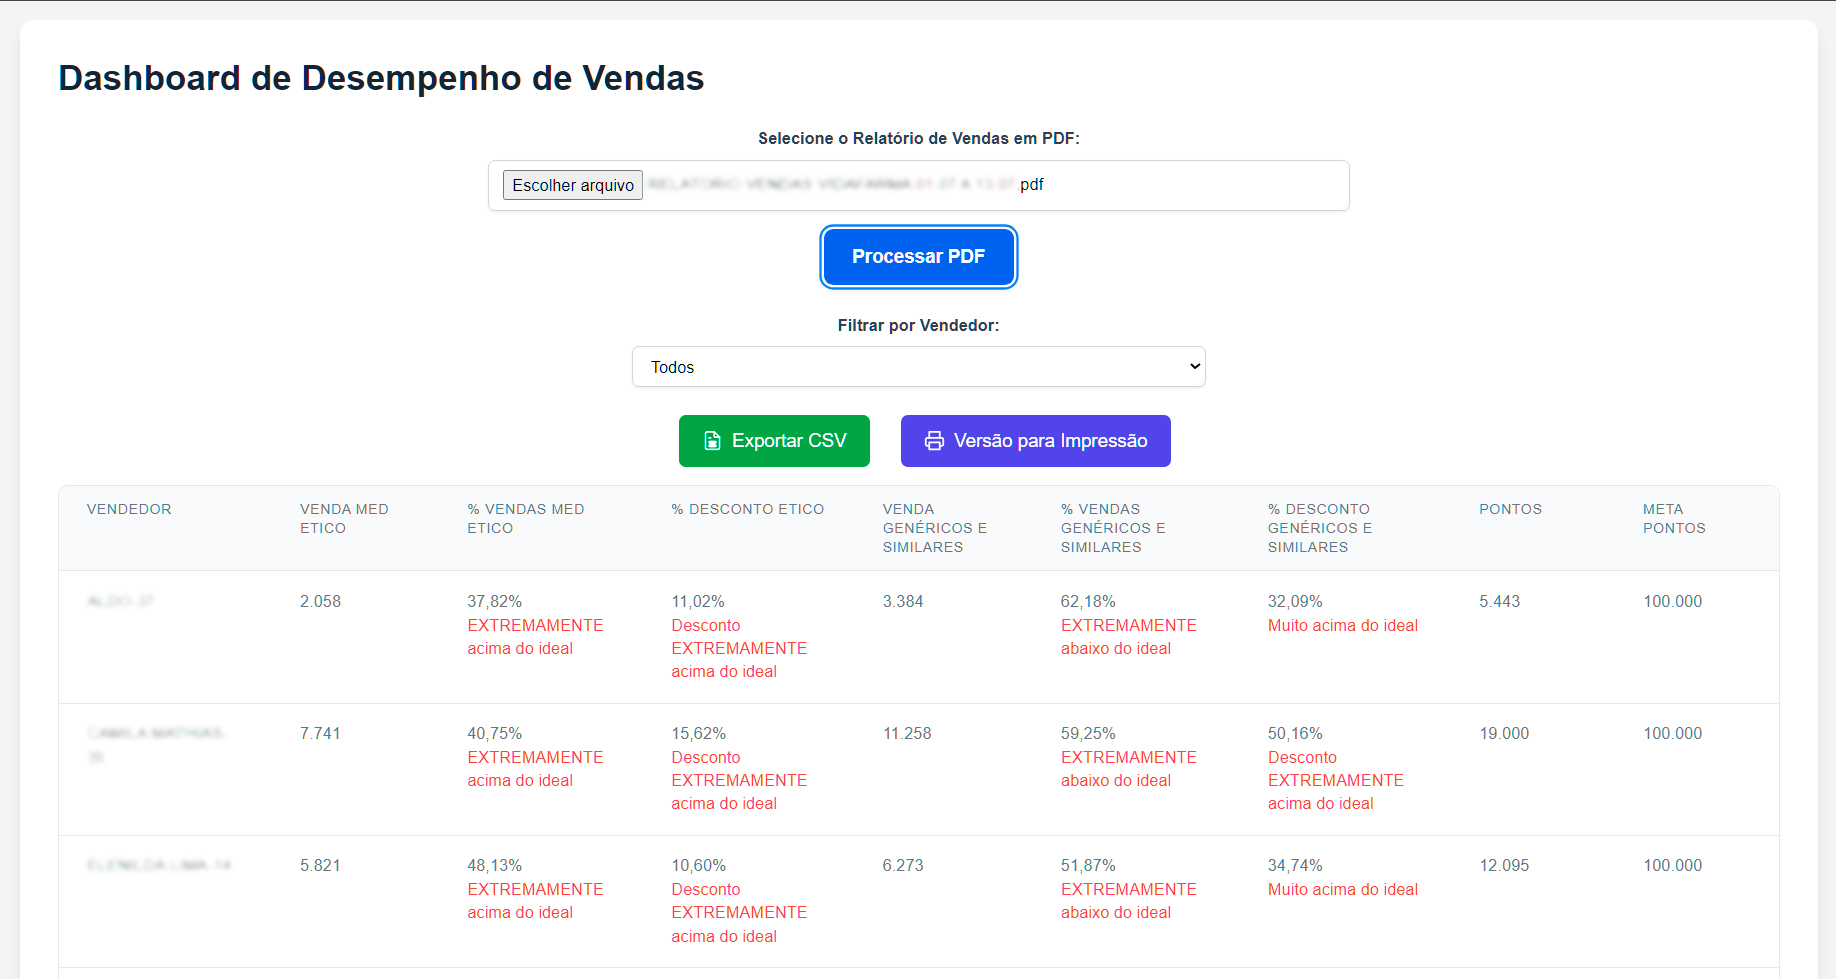 Dashboard de Desempenho de Vendas
Selecione o Relatório de Vendas em PDF:
Escolher arquivo .pdf
Processar PDF
Filtrar por Vendedor:
Todos
Exportar CSV
Versão para Impressão
VENDEDOR
VENDA MED
ETICO
% VENDAS MED
ETICO
% DESCONTO ETICO
VENDA
GENÉRICOS E
SIMILARES
% VENDAS
GENÉRICOS E
SIMILARES
% DESCONTO
GENÉRICOS E
SIMILARES
PONTOS
META
PONTOS
2.058
37,82%
EXTREMAMENTE
acima do ideal
11,02%
Desconto
EXTREMAMENTE
acima do ideal
3.384
62,18%
EXTREMAMENTE
abaixo do ideal
32,09%
Muito acima do ideal
5.443
100.000
7.741
40,75%
EXTREMAMENTE
acima do ideal
15,62%
Desconto
EXTREMAMENTE
acima do ideal
11.258
59,25%
EXTREMAMENTE
abaixo do ideal
50,16%
Desconto
EXTREMAMENTE
acima do ideal
19.000
100.000
5.821
48,13%
EXTREMAMENTE
acima do ideal
10,60%
Desconto
EXTREMAMENTE
acima do ideal
6.273
51,87%
EXTREMAMENTE
abaixo do ideal
34,74%
Muito acima do ideal
12.095
100.000